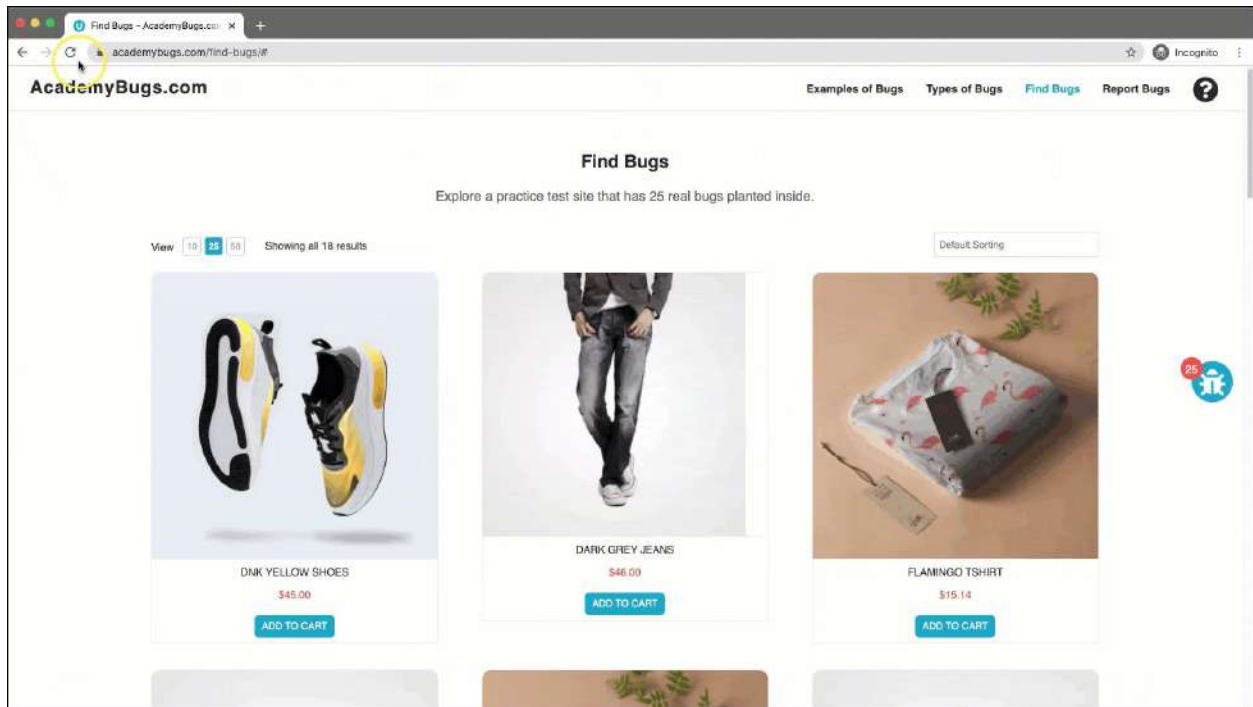 Find Bugs – AcademyBugs.com
academybugs.com/find-bugs/#
Incognito
AcademyBugs.com
Examples of Bugs
Types of Bugs
Find Bugs
Report Bugs
?
Find Bugs
Explore a practice test site that has 25 real bugs planted inside.
View 10 25 50 Showing all 18 results
Default Sorting
25
DNK YELLOW SHOES
$45.00
ADD TO CART
DARK GREY JEANS
$46.00
ADD TO CART
FLAMINGO TSHIRT
$15.14
ADD TO CART